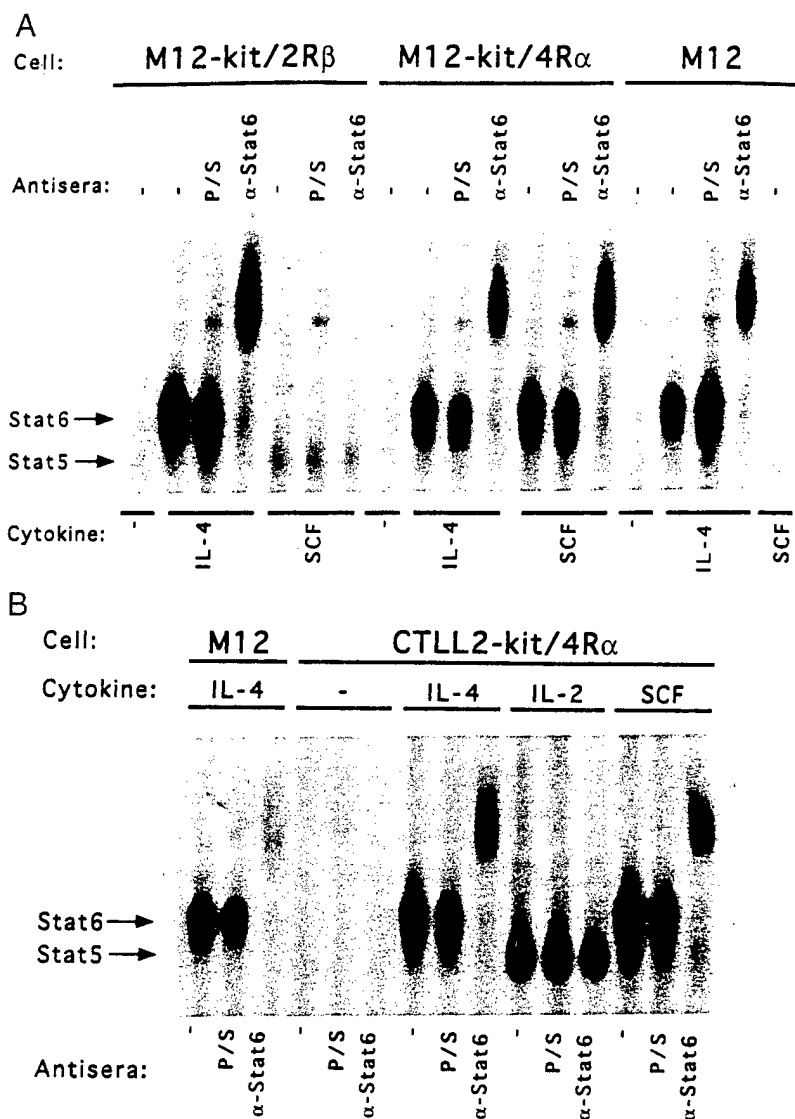 A
Cell: M12-kit/2Rβ M12-kit/4Rα M12
Antisera: - - P/S α-Stat6 - P/S α-Stat6 - - P/S α-Stat6 - P/S α-Stat6 - - P/S α-Stat6 -
Stat6
Stat5
Cytokine: - IL-4 SCF - IL-4 SCF - IL-4 SCF
B
Cell: M12 CTLL2-kit/4Rα
Cytokine: IL-4 - IL-4 IL-2 SCF
Stat6
Stat5
Antisera: - P/S α-Stat6 - P/S α-Stat6 - P/S α-Stat6 - P/S α-Stat6 - P/S α-Stat6